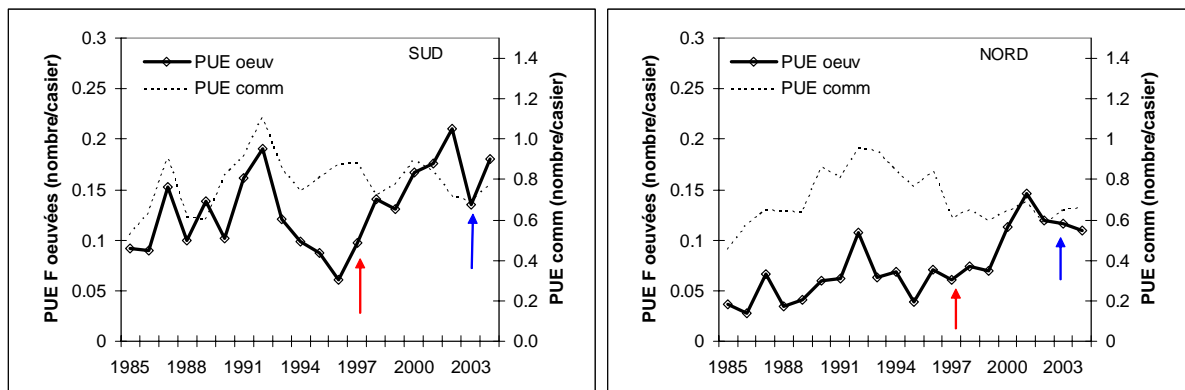 SUD
PUE F oeuvées (nombre/casier)
PUE oeuv
PUE comm
0.3
0.25
0.2
0.15
0.1
0.05
0
1.4
1.2
1
0.8
0.6
0.4
0.2
0.0
PUE comm (nombre/casier)
1985 1988 1991 1994 1997 2000 2003
NORD
PUE F oeuvées (nombre/casier)
PUE oeuv
PUE comm
0.3
0.25
0.2
0.15
0.1
0.05
0
1.4
1.2
1.0
0.8
0.6
0.4
0.2
0
PUE comm (nombre/casier)
1985 1988 1991 1994 1997 2000 2003